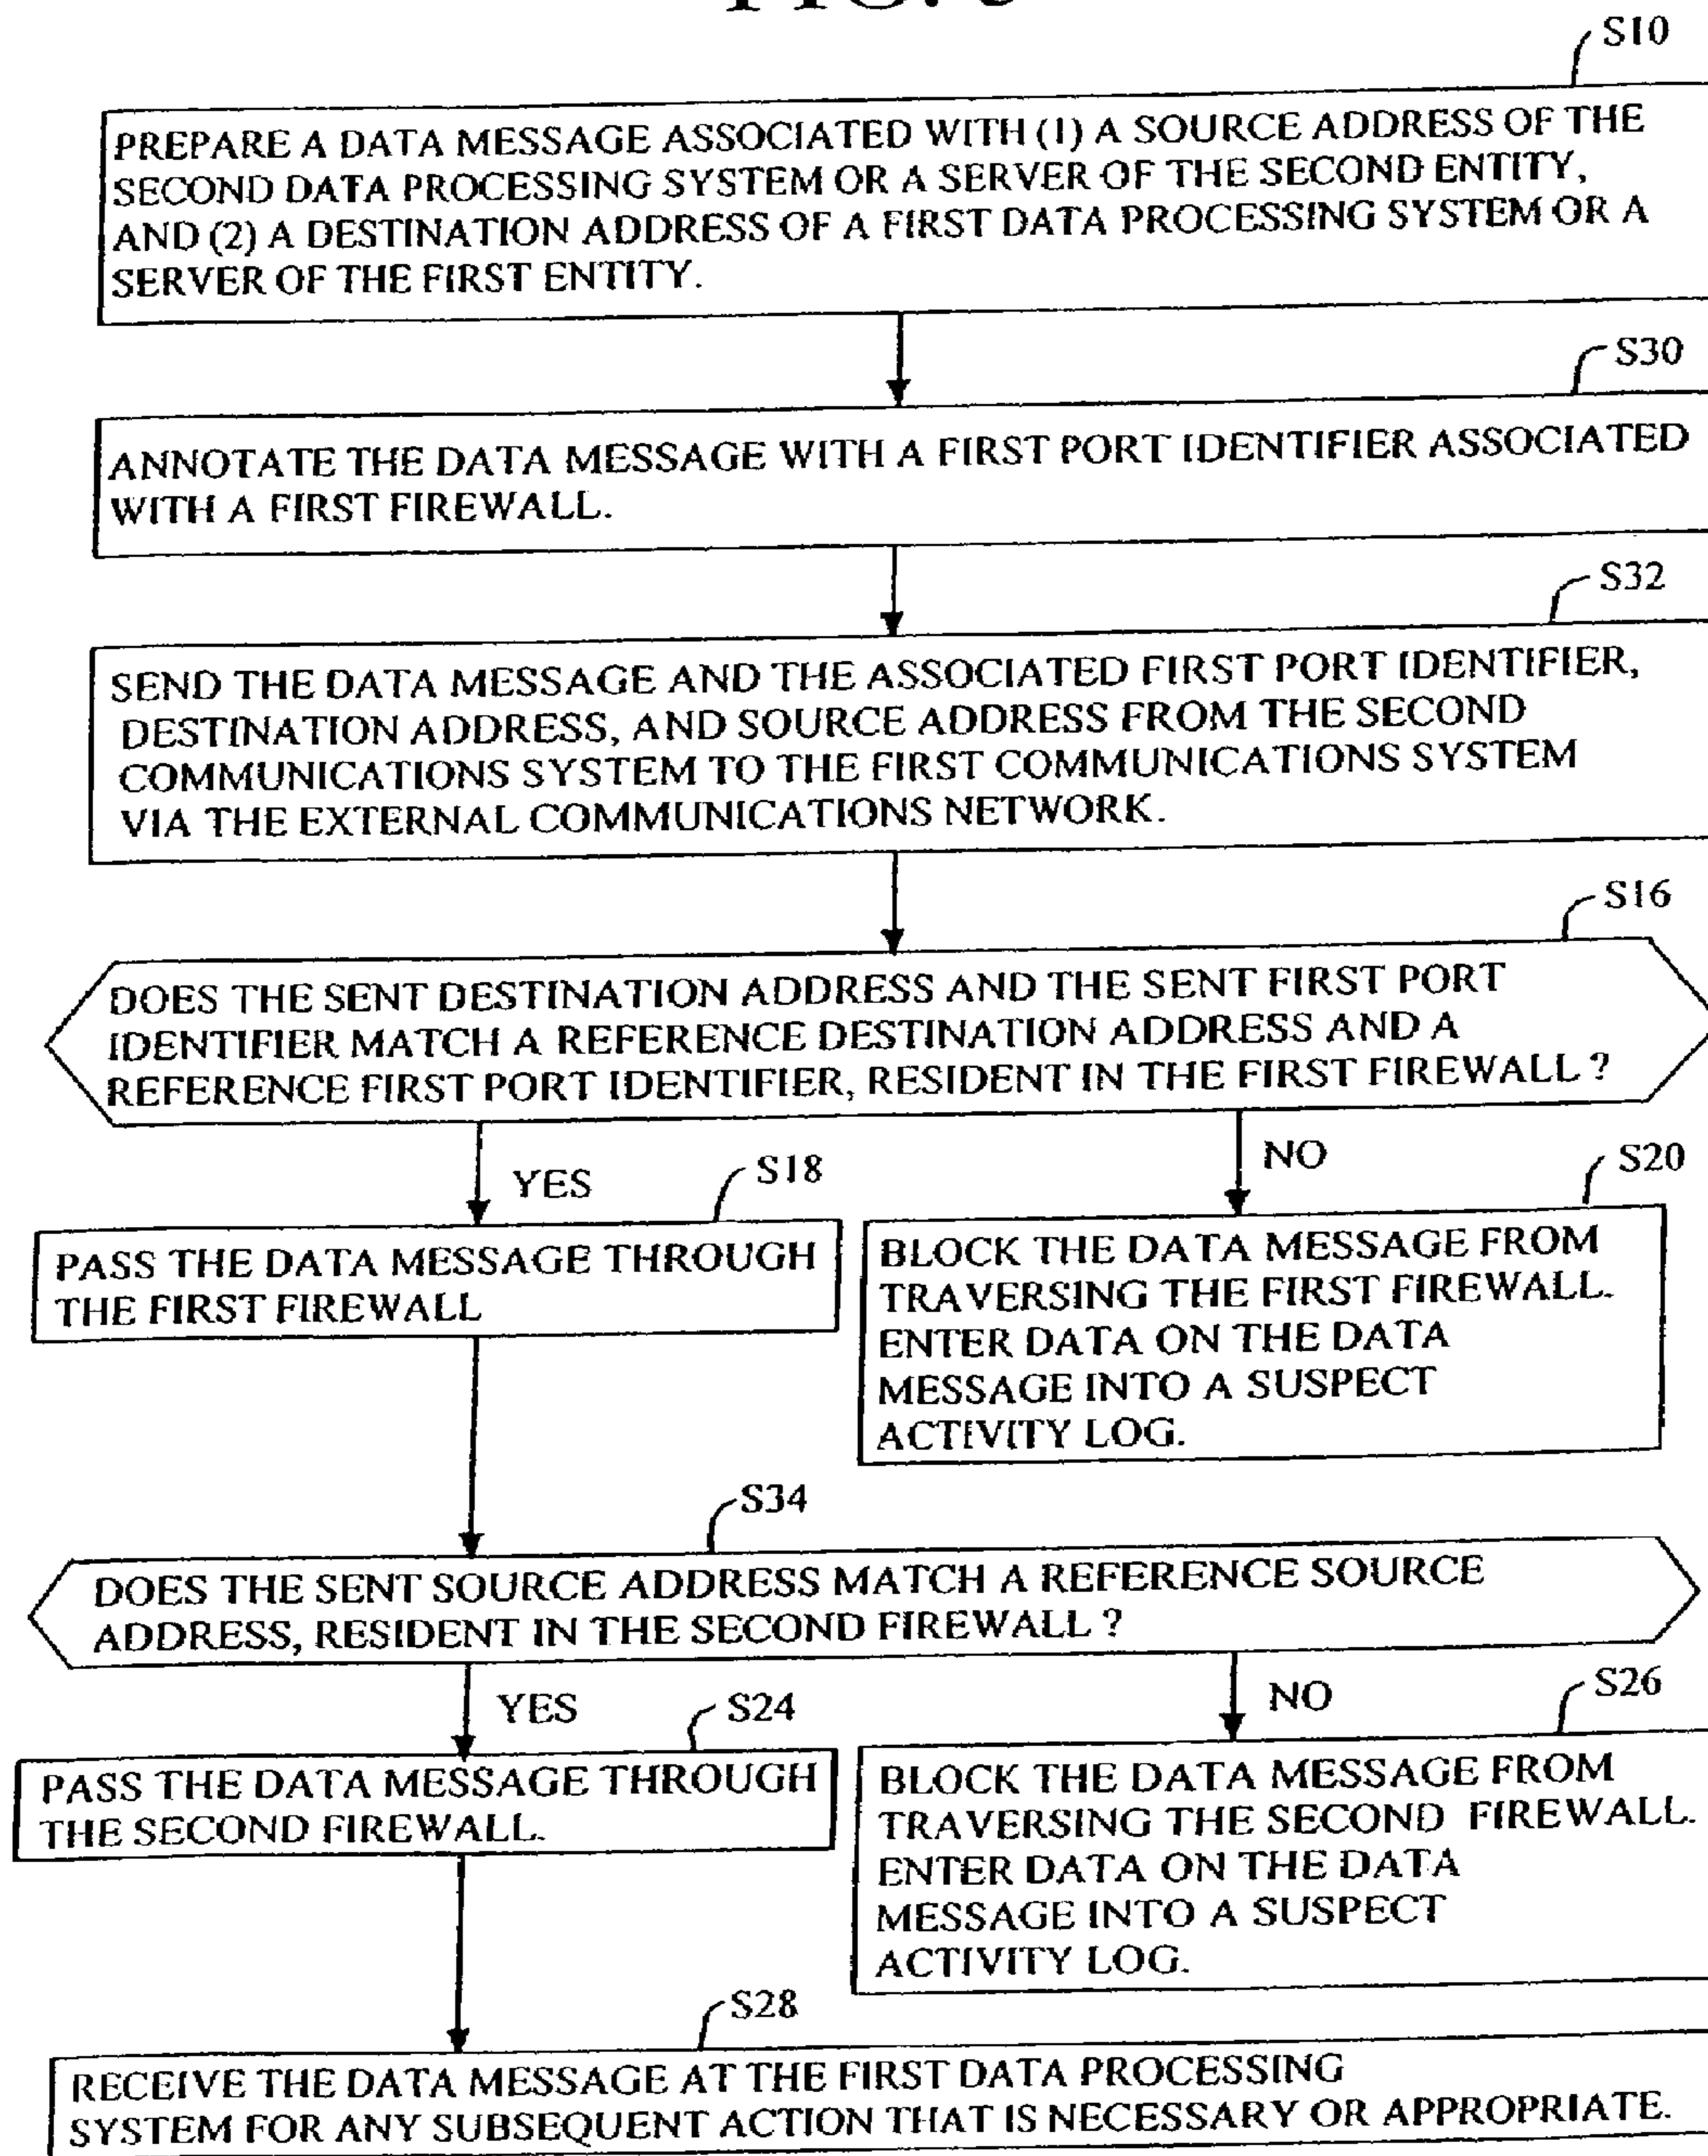 S10
PREPARE A DATA MESSAGE ASSOCIATED WITH (1) A SOURCE ADDRESS OF THE
SECOND DATA PROCESSING SYSTEM OR A SERVER OF THE SECOND ENTITY,
AND (2) A DESTINATION ADDRESS OF A FIRST DATA PROCESSING SYSTEM OR A
SERVER OF THE FIRST ENTITY.
S30
ANNOTATE THE DATA MESSAGE WITH A FIRST PORT IDENTIFIER ASSOCIATED
WITH A FIRST FIREWALL.
S32
SEND THE DATA MESSAGE AND THE ASSOCIATED FIRST PORT IDENTIFIER,
DESTINATION ADDRESS, AND SOURCE ADDRESS FROM THE SECOND
COMMUNICATIONS SYSTEM TO THE FIRST COMMUNICATIONS SYSTEM
VIA THE EXTERNAL COMMUNICATIONS NETWORK.
S16
DOES THE SENT DESTINATION ADDRESS AND THE SENT FIRST PORT
IDENTIFIER MATCH A REFERENCE DESTINATION ADDRESS AND A
REFERENCE FIRST PORT IDENTIFIER, RESIDENT IN THE FIRST FIREWALL ?
YES
S18
NO
S20
PASS THE DATA MESSAGE THROUGH
THE FIRST FIREWALL
BLOCK THE DATA MESSAGE FROM
TRAVERSING THE FIRST FIREWALL.
ENTER DATA ON THE DATA
MESSAGE INTO A SUSPECT
ACTIVITY LOG.
S34
DOES THE SENT SOURCE ADDRESS MATCH A REFERENCE SOURCE
ADDRESS, RESIDENT IN THE SECOND FIREWALL ?
YES
S24
NO
S26
PASS THE DATA MESSAGE THROUGH
THE SECOND FIREWALL.
BLOCK THE DATA MESSAGE FROM
TRAVERSING THE SECOND FIREWALL.
ENTER DATA ON THE DATA
MESSAGE INTO A SUSPECT
ACTIVITY LOG.
S28
RECEIVE THE DATA MESSAGE AT THE FIRST DATA PROCESSING
SYSTEM FOR ANY SUBSEQUENT ACTION THAT IS NECESSARY OR APPROPRIATE.